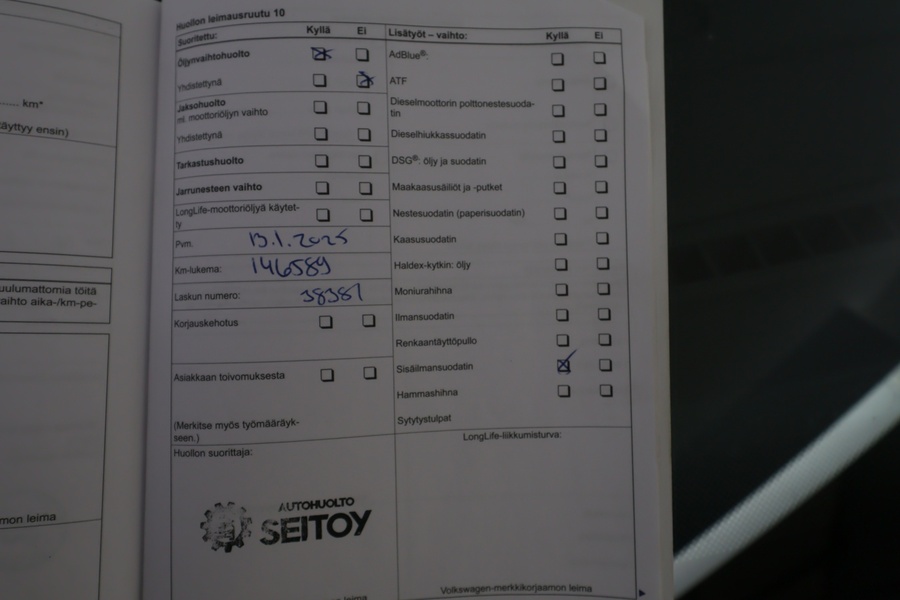 Huollon leimausruutu 10
Suoritettu: Kyllä Ei
Öljynvaihtohuolto
Yhdistettynä
Jaksohuolto
ml. moottoriöljyn vaihto
Yhdistettynä
Tarkastushuolto
Jarrunesteen vaihto
LongLife-moottoriöljyä käytet-
ty
Pvm. 13.1.2025
Km-lukema: 146589
Laskun numero: 38381
Korjauskehotus
Asiakkaan toivomuksesta
(Merkitse myös työmääräyk-
seen.)
Huollon suorittaja:
AUTOHUOLTO
SEITOY
Lisätyöt – vaihto: Kyllä Ei
AdBlue®:
ATF
Dieselmoottorin polttonestesuoda-
tin
Dieselhiukkassuodatin
DSG®: öljy ja suodatin
Maakaasusäiliöt ja -putket
Nestesuodatin (paperisuodatin)
Kaasusuodatin
Haldex-kytkin: öljy
Moniurahihna
Ilmansuodatin
Renkaantäyttöpullo
Sisäilmansuodatin
Hammashihna
Sytytystulpat
LongLife-liikkumisturva:
Volkswagen-merkkikorjaamon leima
km*
äyttyy ensin)
uulumattomia töitä
aihto aika-/km-pe-
mon leima